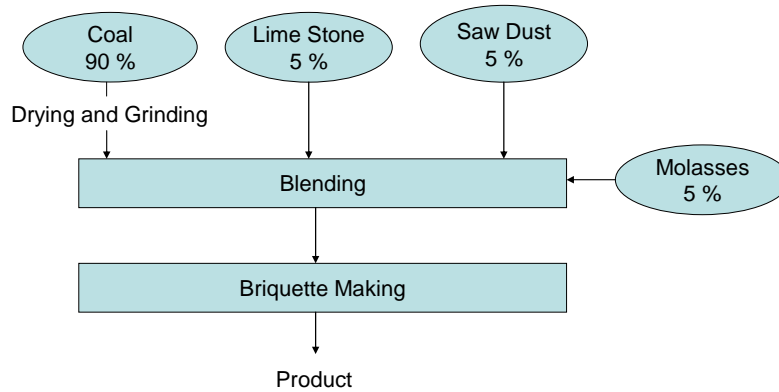 Coal
90 %
Lime Stone
5 %
Saw Dust
5 %
Drying and Grinding
Blending
Molasses
5 %
Briquette Making
Product